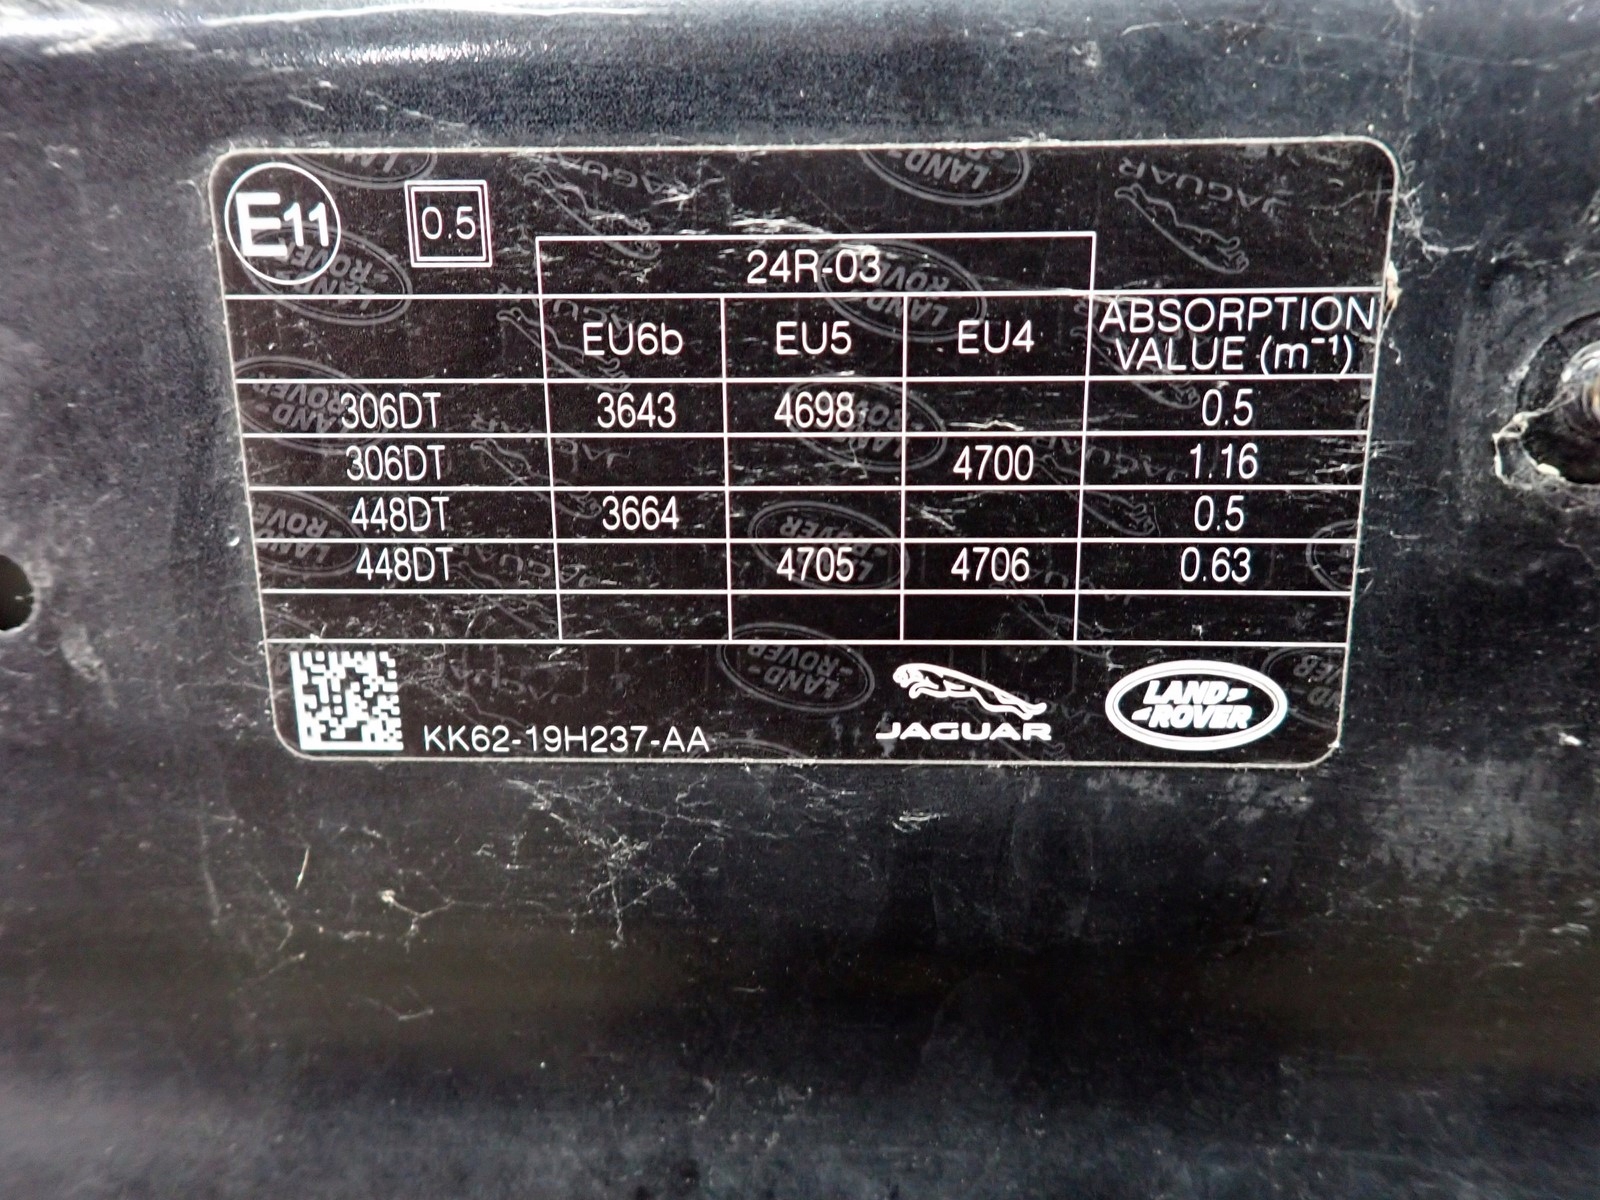 E11
0.5
24R-03
EU6b EU5 EU4 ABSORPTION VALUE (m⁻¹)
306DT 3643 4698 0.5
306DT 4700 1.16
448DT 3664 0.5
448DT 4705 4706 0.63
KK62-19H237-AA
JAGUAR
LAND-
-ROVER